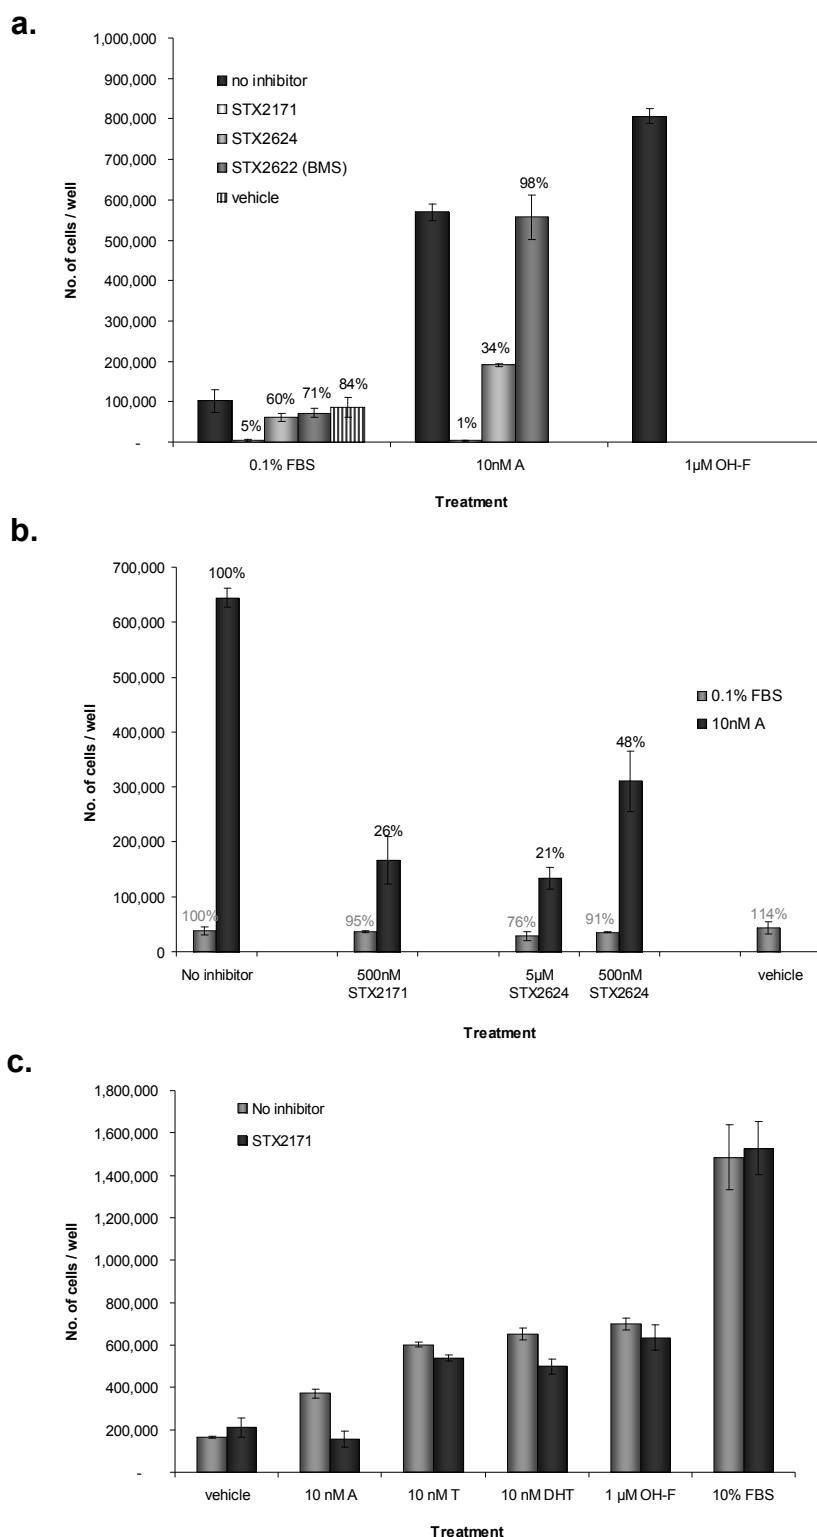 a.
1,000,000
900,000
800,000
700,000
600,000
500,000
400,000
300,000
200,000
100,000
-
No. of cells / well
no inhibitor
STX2171
STX2624
STX2622 (BMS)
vehicle
5%
60%
71%
84%
1%
34%
98%
0.1% FBS
10nM A
1µM OH-F
Treatment
b.
700,000
600,000
500,000
400,000
300,000
200,000
100,000
0
No. of cells / well
0.1% FBS
10nM A
100%
100%
95%
26%
76%
21%
91%
48%
114%
No inhibitor
500nM
STX2171
5µM
STX2624
500nM
STX2624
vehicle
Treatment
c.
1,800,000
1,600,000
1,400,000
1,200,000
1,000,000
800,000
600,000
400,000
200,000
-
No. of cells / well
No inhibitor
STX2171
vehicle
10 nM A
10 nM T
10 nM DHT
1 µM OH-F
10% FBS
Treatment